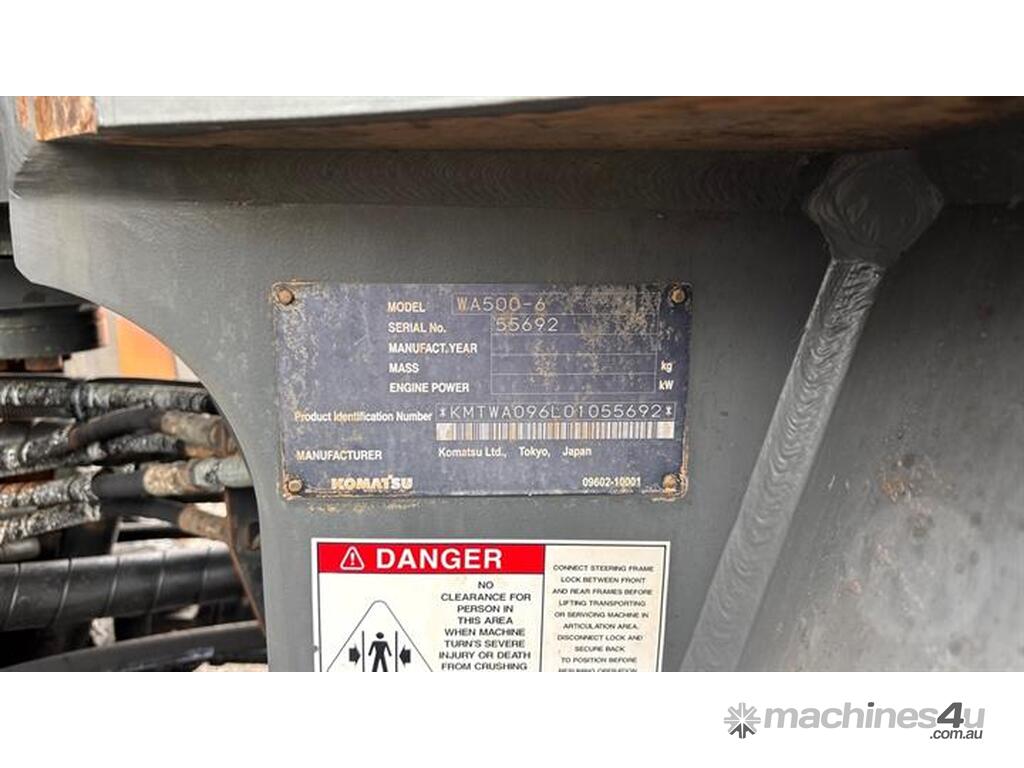 MODEL WA500-6
SERIAL No. 55692
MANUFACT.YEAR
MASS kg
ENGINE POWER kW
Product Identification Number *KMTWA096L01055692*
MANUFACTURER Komatsu Ltd., Tokyo, Japan
KOMATSU 09602-10001
DANGER
NO
CLEARANCE FOR
PERSON IN
THIS AREA
WHEN MACHINE
TURN'S SEVERE
INJURY OR DEATH
FROM CRUSHING
CONNECT STEERING FRAME
LOCK BETWEEN FRONT
AND REAR FRAMES BEFORE
LIFTING TRANSPORTING
OR SERVICING MACHINE IN
ARTICULATION AREA.
DISCONNECT LOCK AND
SECURE BACK
TO POSITION BEFORE
RESUMING OPERATION
machines4u
.com.au